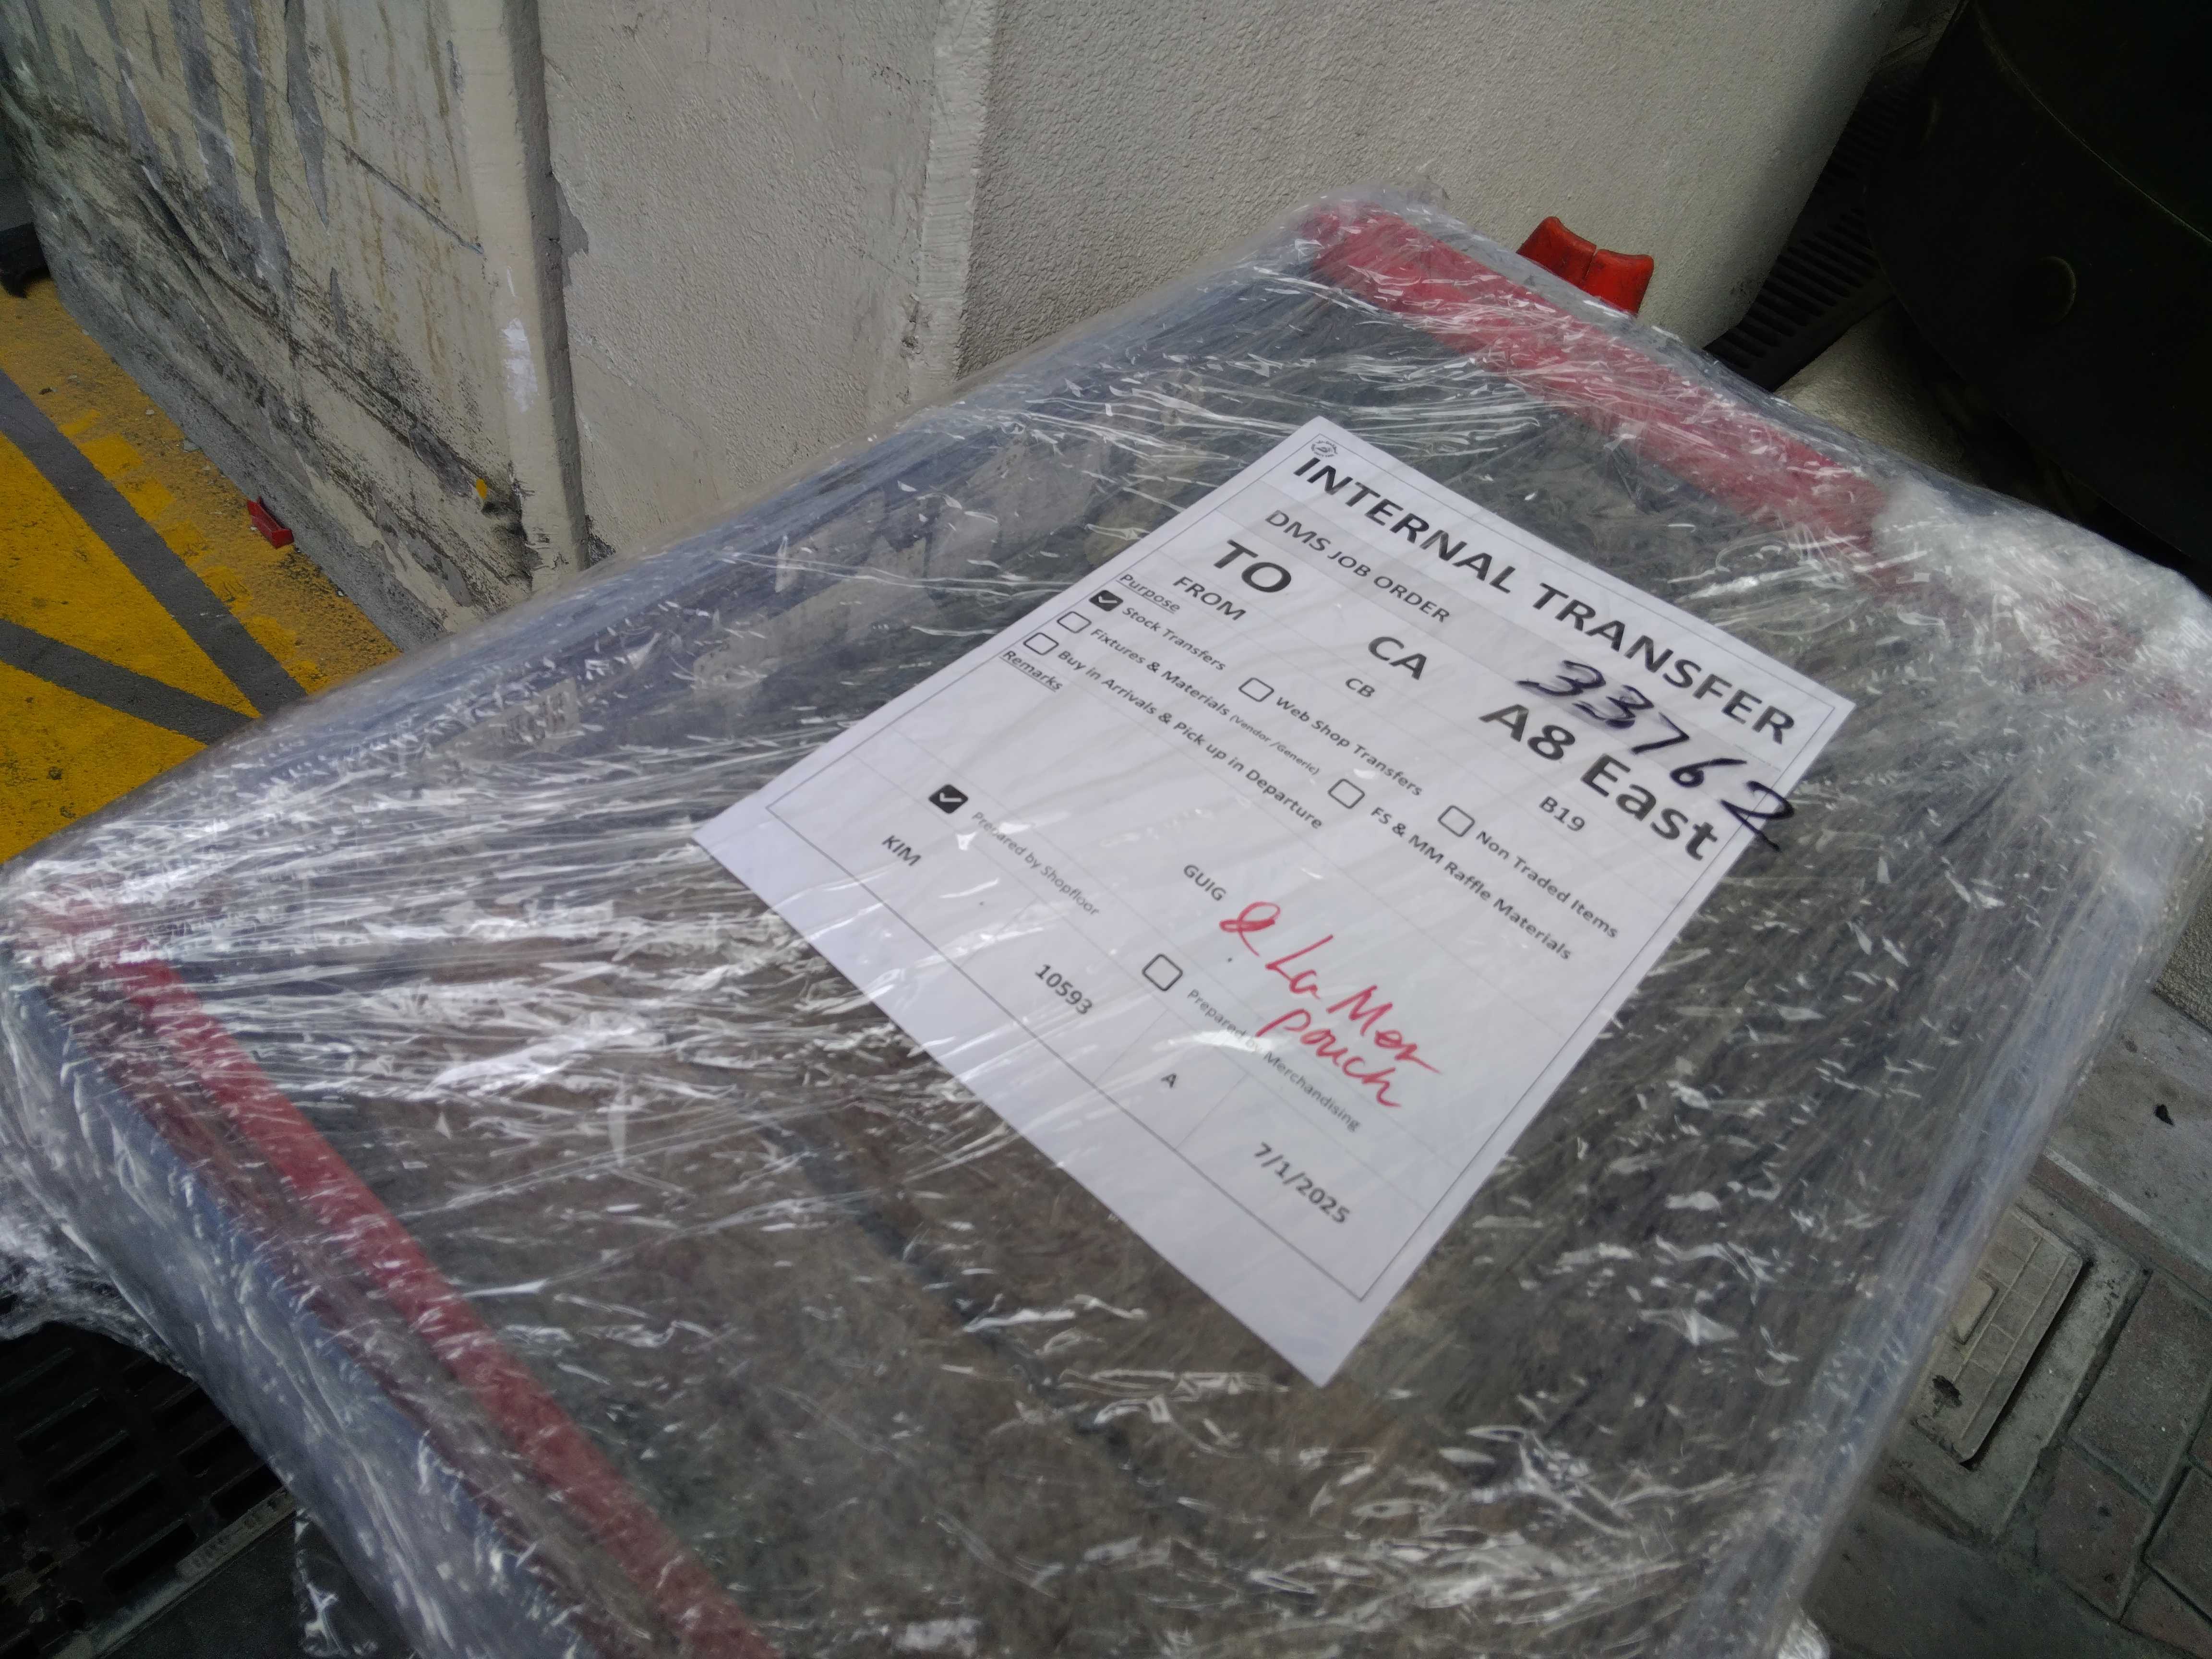 INTERNAL TRANSFER
DMS JOB ORDER 33762
TO CA A8 East
FROM CB B19
Purpose
Stock Transfers Web Shop Transfers Non Traded Items
Fixtures & Materials (Vendor /Generic) FS & MM Raffle Materials
Buy in Arrivals & Pick up in Departure
Remarks
GUIG & La Mer
pouch
Prepared by Shopfloor Prepared by Merchandising
KIM 10593 A 7/1/2025